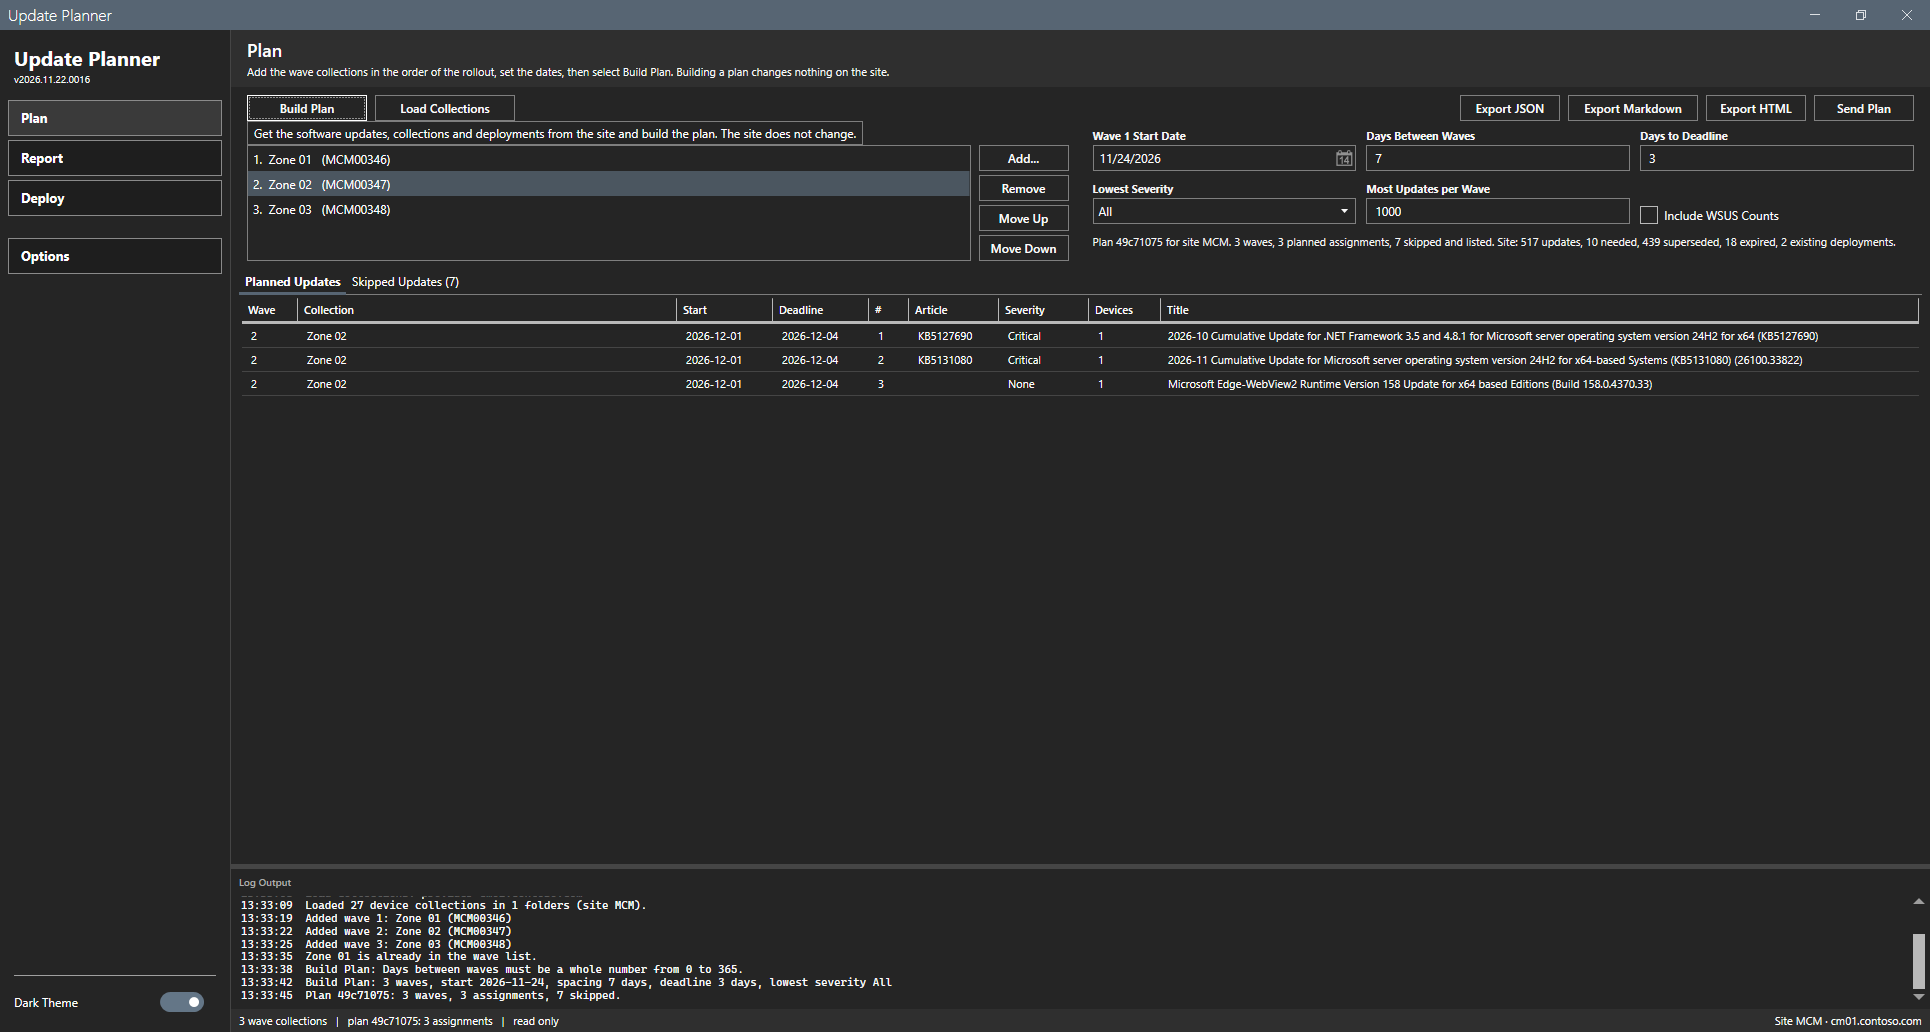 Update Planner
Update Planner
v2026.11.22.0016
Plan
Report
Deploy
Options
Dark Theme
Plan
Add the wave collections in the order of the rollout, set the dates, then select Build Plan. Building a plan changes nothing on the site.
Build Plan
Load Collections
Export JSON
Export Markdown
Export HTML
Send Plan
Get the software updates, collections and deployments from the site and build the plan. The site does not change.
1. Zone 01 (MCM00346)
2. Zone 02 (MCM00347)
3. Zone 03 (MCM00348)
Add...
Remove
Move Up
Move Down
Wave 1 Start Date
Days Between Waves
Days to Deadline
11/24/2026
14
7
3
Lowest Severity
Most Updates per Wave
All
1000
Include WSUS Counts
Plan 49c71075 for site MCM. 3 waves, 3 planned assignments, 7 skipped and listed. Site: 517 updates, 10 needed, 439 superseded, 18 expired, 2 existing deployments.
Planned Updates
Skipped Updates (7)
Wave Collection Start Deadline # Article Severity Devices Title
2 Zone 02 2026-12-01 2026-12-04 1 KB5127690 Critical 1 2026-10 Cumulative Update for .NET Framework 3.5 and 4.8.1 for Microsoft server operating system version 24H2 for x64 (KB5127690)
2 Zone 02 2026-12-01 2026-12-04 2 KB5131080 Critical 1 2026-11 Cumulative Update for Microsoft server operating system version 24H2 for x64-based Systems (KB5131080) (26100.33822)
2 Zone 02 2026-12-01 2026-12-04 3 None 1 Microsoft Edge-WebView2 Runtime Version 158 Update for x64 based Editions (Build 158.0.4370.33)
Log Output
13:33:09 Loaded 27 device collections in 1 folders (site MCM).
13:33:19 Added wave 1: Zone 01 (MCM00346)
13:33:22 Added wave 2: Zone 02 (MCM00347)
13:33:25 Added wave 3: Zone 03 (MCM00348)
13:33:35 Zone 01 is already in the wave list.
13:33:38 Build Plan: Days between waves must be a whole number from 0 to 365.
13:33:42 Build Plan: 3 waves, start 2026-11-24, spacing 7 days, deadline 3 days, lowest severity All
13:33:45 Plan 49c71075: 3 waves, 3 assignments, 7 skipped.
3 wave collections | plan 49c71075: 3 assignments | read only
Site MCM · cm01.contoso.com